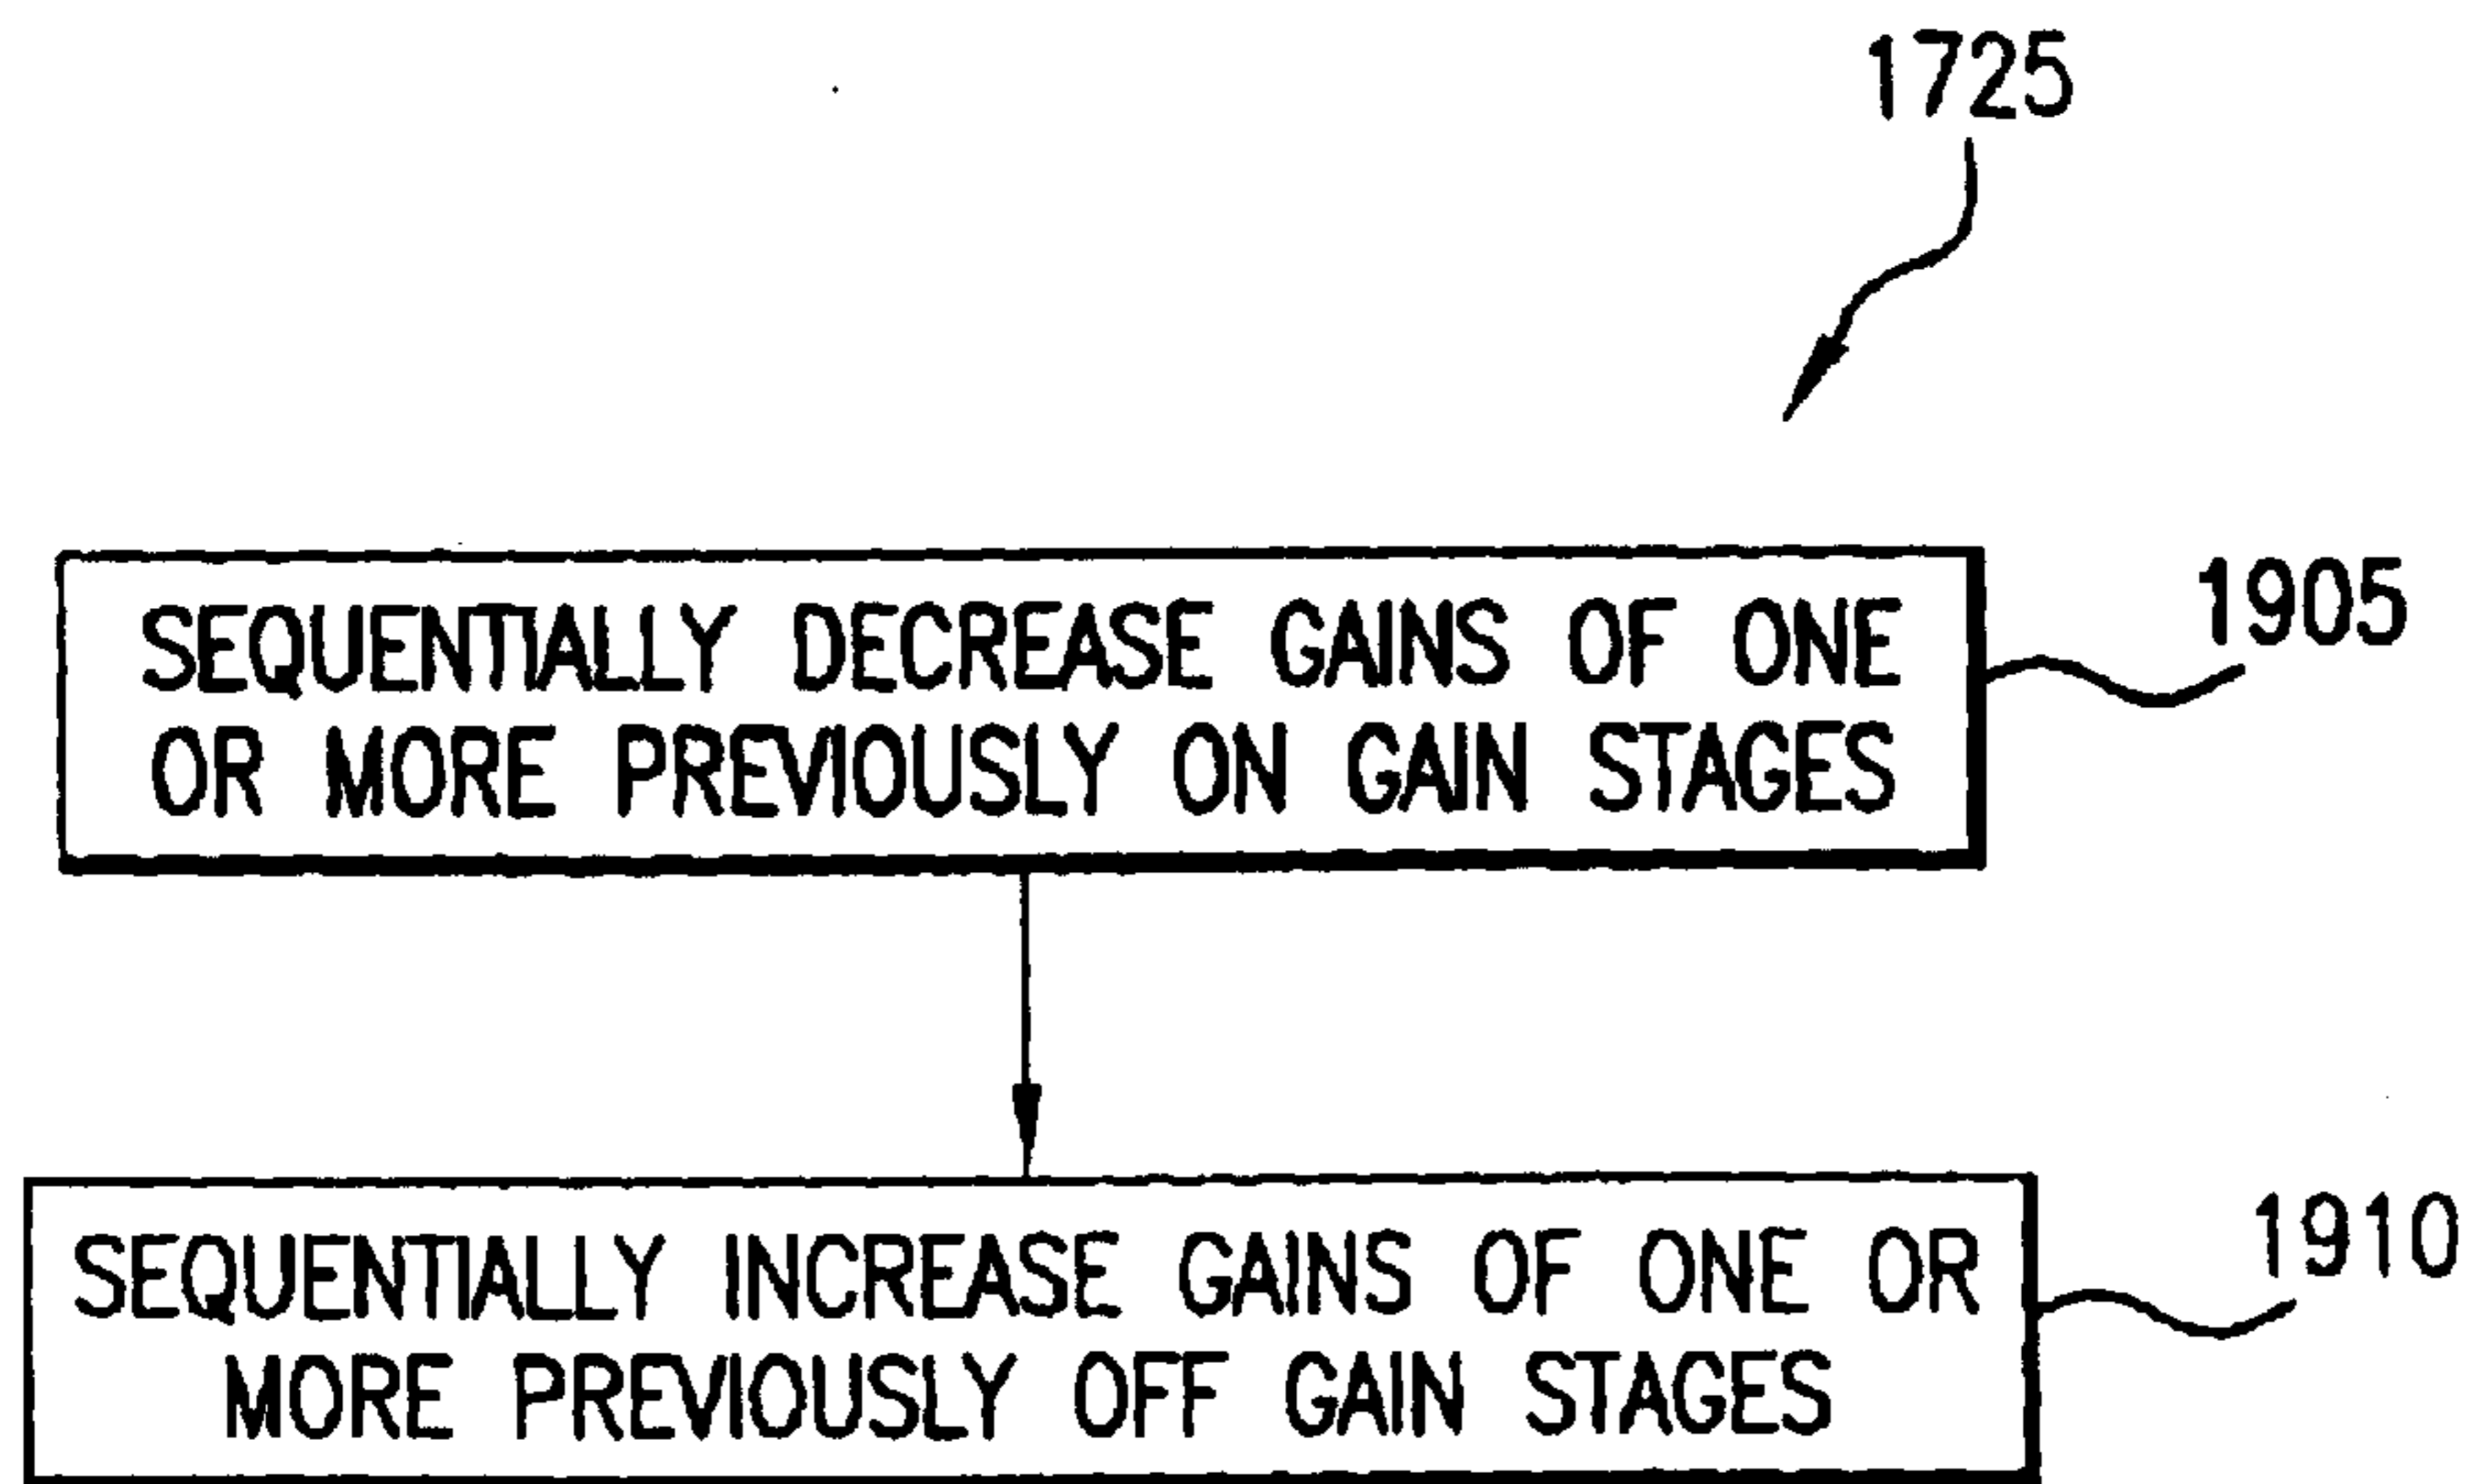 1725
SEQUENTIALLY DECREASE GAINS OF ONE
OR MORE PREVIOUSLY ON GAIN STAGES
1905
SEQUENTIALLY INCREASE GAINS OF ONE OR
MORE PREVIOUSLY OFF GAIN STAGES
1910